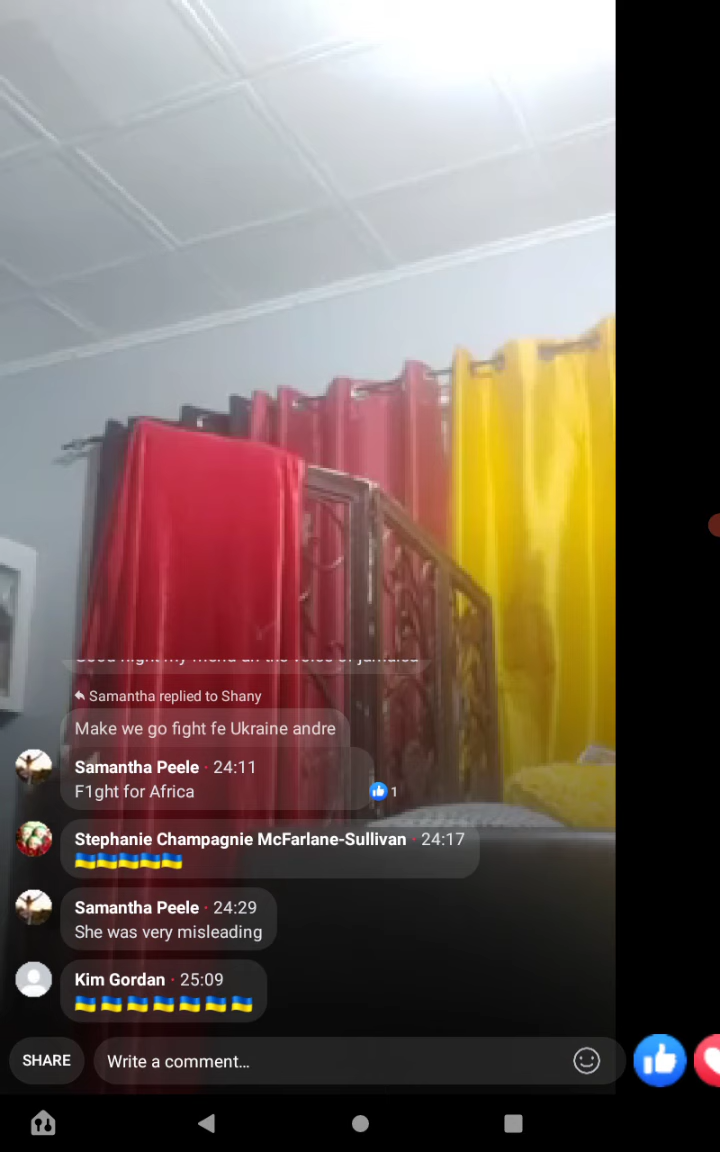 Samantha replied to Shany
Make we go fight fe Ukraine andre
Samantha Peele · 24:11
F1ght for Africa
1
Stephanie Champagnie McFarlane-Sullivan · 24:17
🇺🇦🇺🇦🇺🇦🇺🇦🇺🇦
Samantha Peele · 24:29
She was very misleading
Kim Gordan · 25:09
🇺🇦 🇺🇦 🇺🇦 🇺🇦 🇺🇦 🇺🇦 🇺🇦
SHARE
Write a comment...